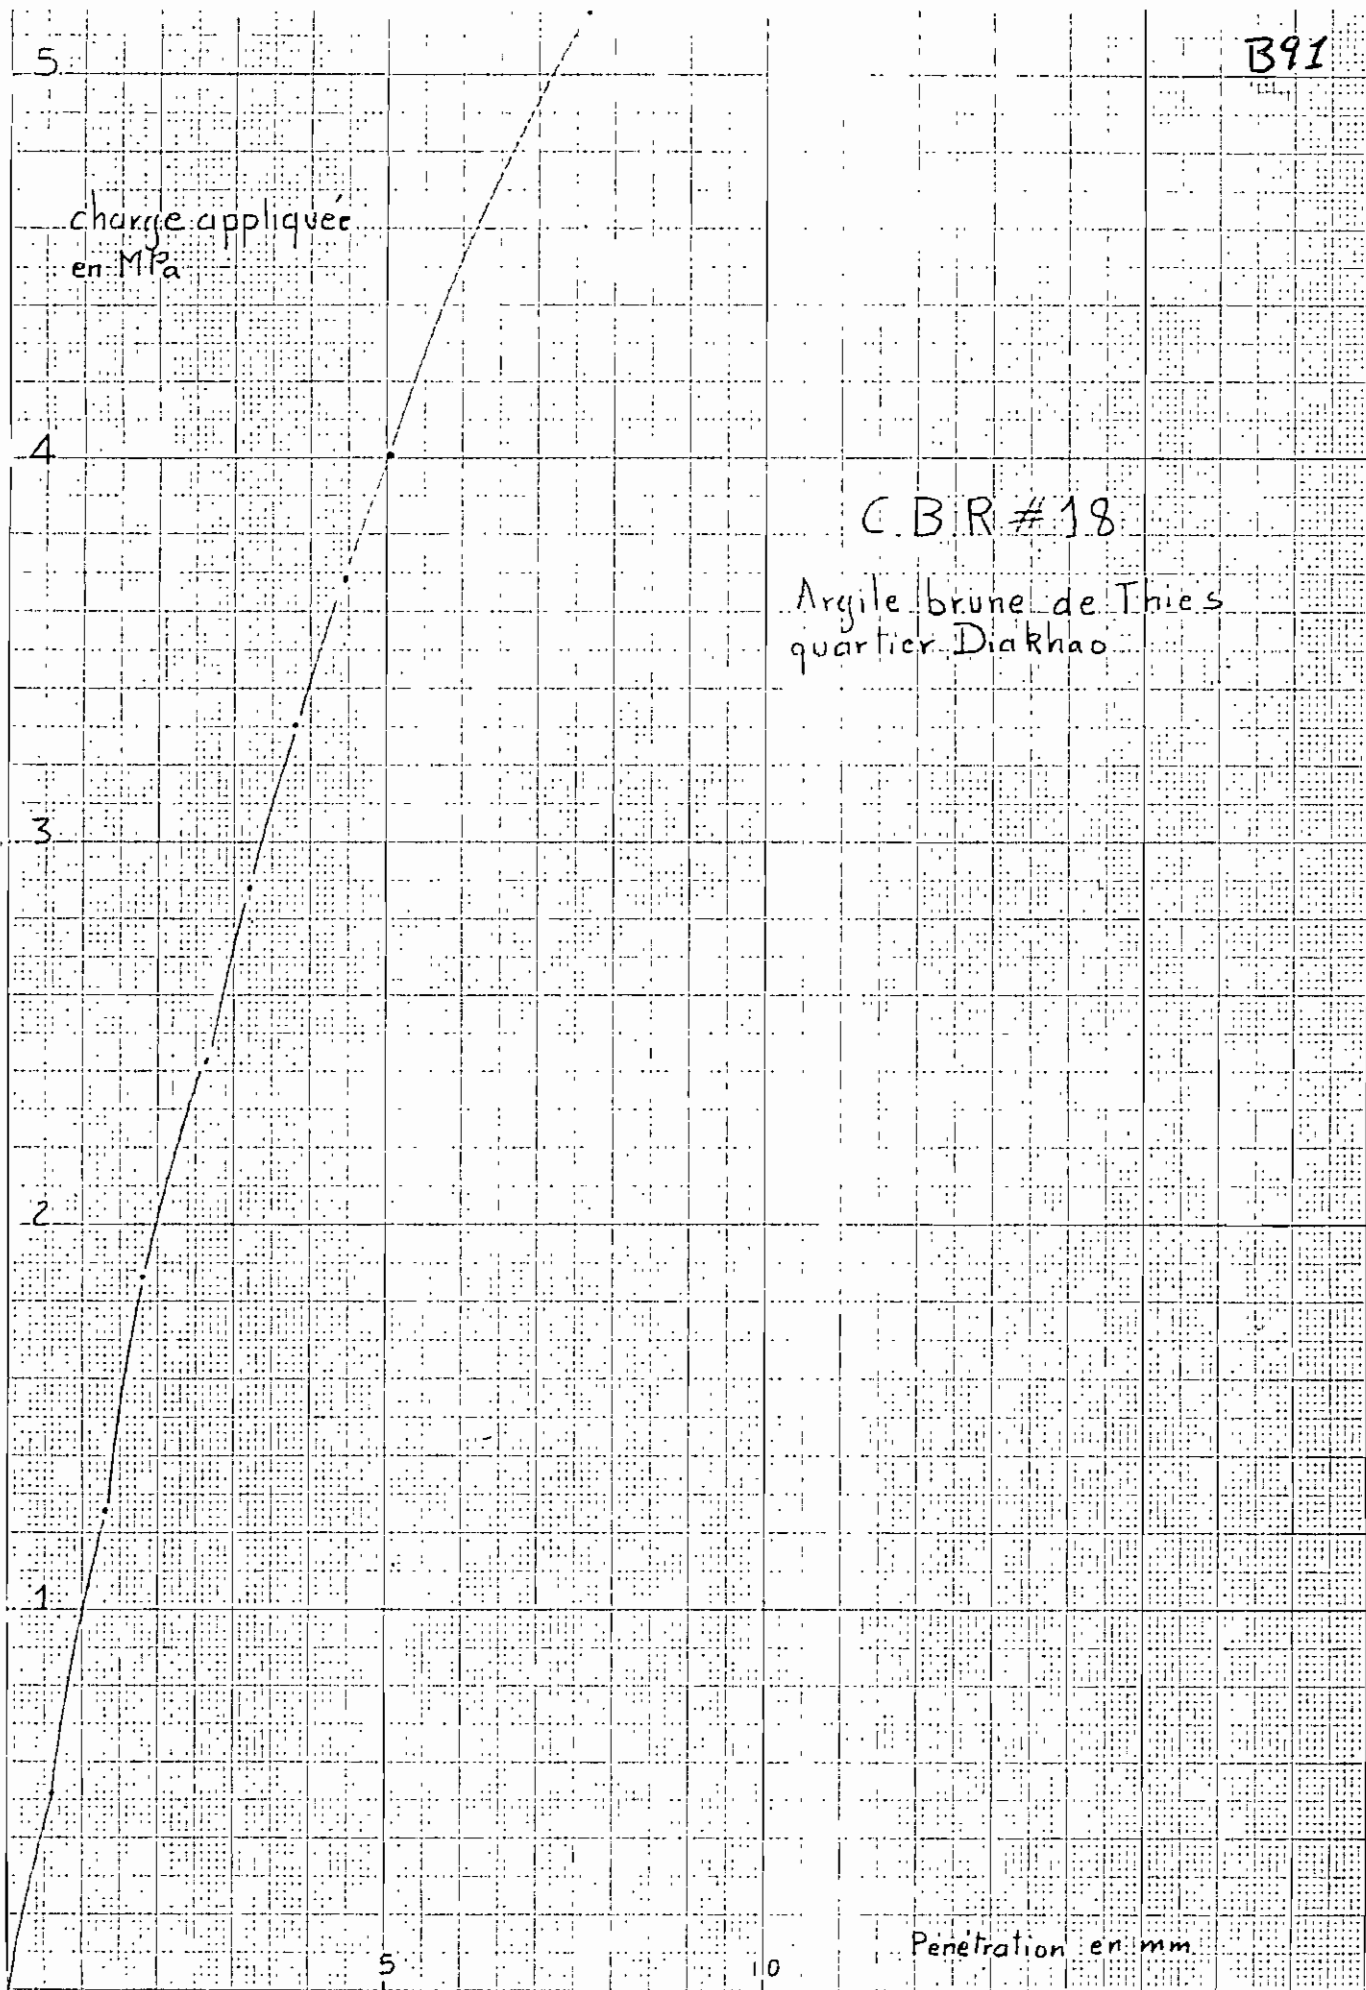 B91
5
charge appliquée
en MPa
4
C.B.R #18
Argile brune de Thies
quartier Diakhao
3
2
1
Penetration en mm
5
10